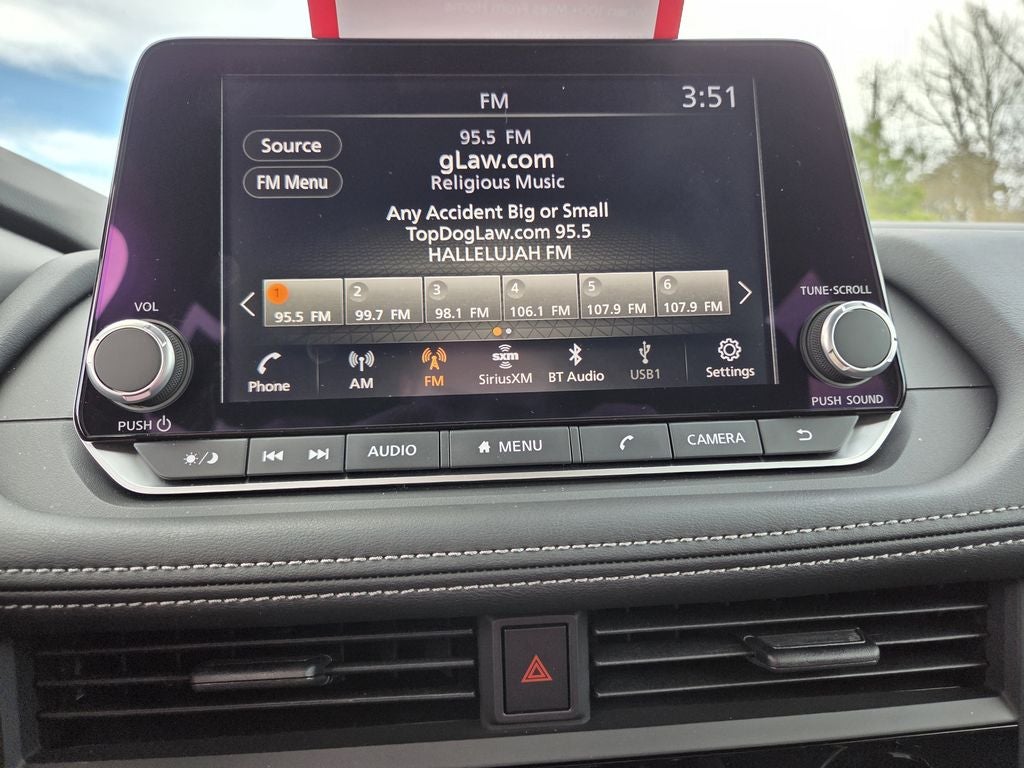 FM
3:51
Source
FM Menu
95.5 FM
gLaw.com
Religious Music
Any Accident Big or Small
TopDogLaw.com 95.5
HALLELUJAH FM
1
95.5 FM
2
99.7 FM
3
98.1 FM
4
106.1 FM
5
107.9 FM
6
107.9 FM
Phone
AM
FM
sxm
SiriusXM
BT Audio
USB1
Settings
VOL
PUSH
TUNE·SCROLL
PUSH SOUND
AUDIO
MENU
CAMERA